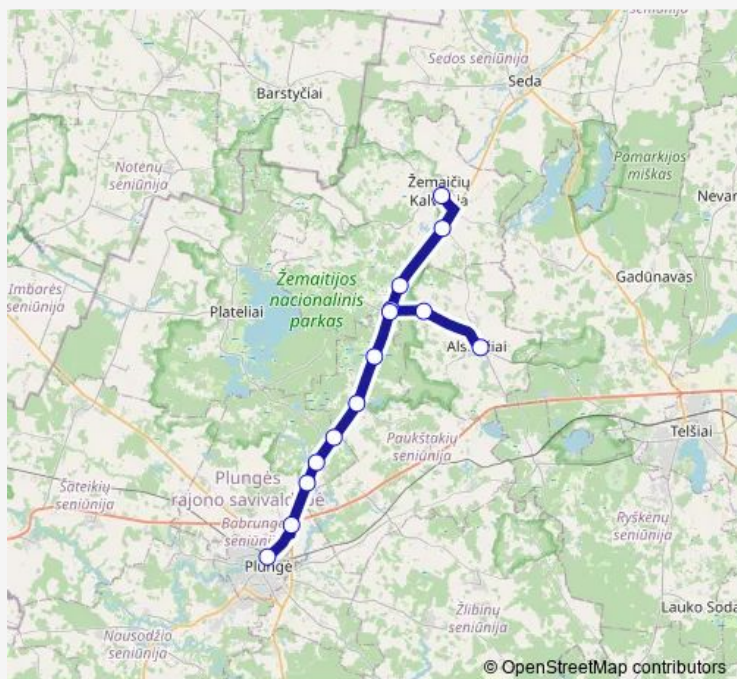 seniūnija
Sedos seniūnija
Seda
Barstyčiai
Notėnų
seniūnija
Pamarkijos
miškas
Žemaičių
Kalvarija
Nevar
Gadūnavas
Žemaitijos
nacionalinis
parkas
Imbarės
seniūnija
Plateliai
Alsėdžiai
Telšiai
Paukštakių
seniūnija
Plungės
rajono savivaldybė
Šateikių
seniūnija
Babrungo
seniūnija
Ryškėnų
seniūnija
Plungė
Žlibinų
seniūnija
Lauko Soda
Nausodžio
seniūnija
© OpenStreetMap contributors